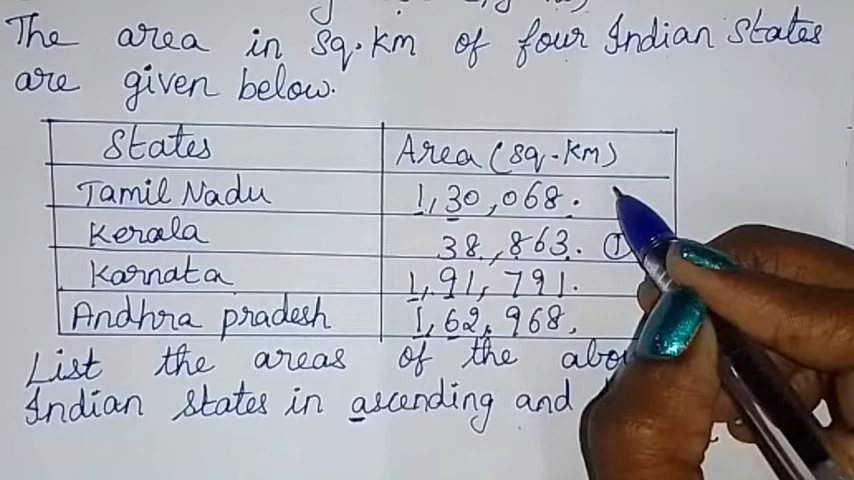 The area in sq.km of four Indian states
are given below.
States Area (sq.km)
Tamil Nadu 1,30,068.
Kerala 38,863. ①
Karnata 1,91,791.
Andhra pradesh 1,62,968.
List the areas of the
Indian states in ascending and